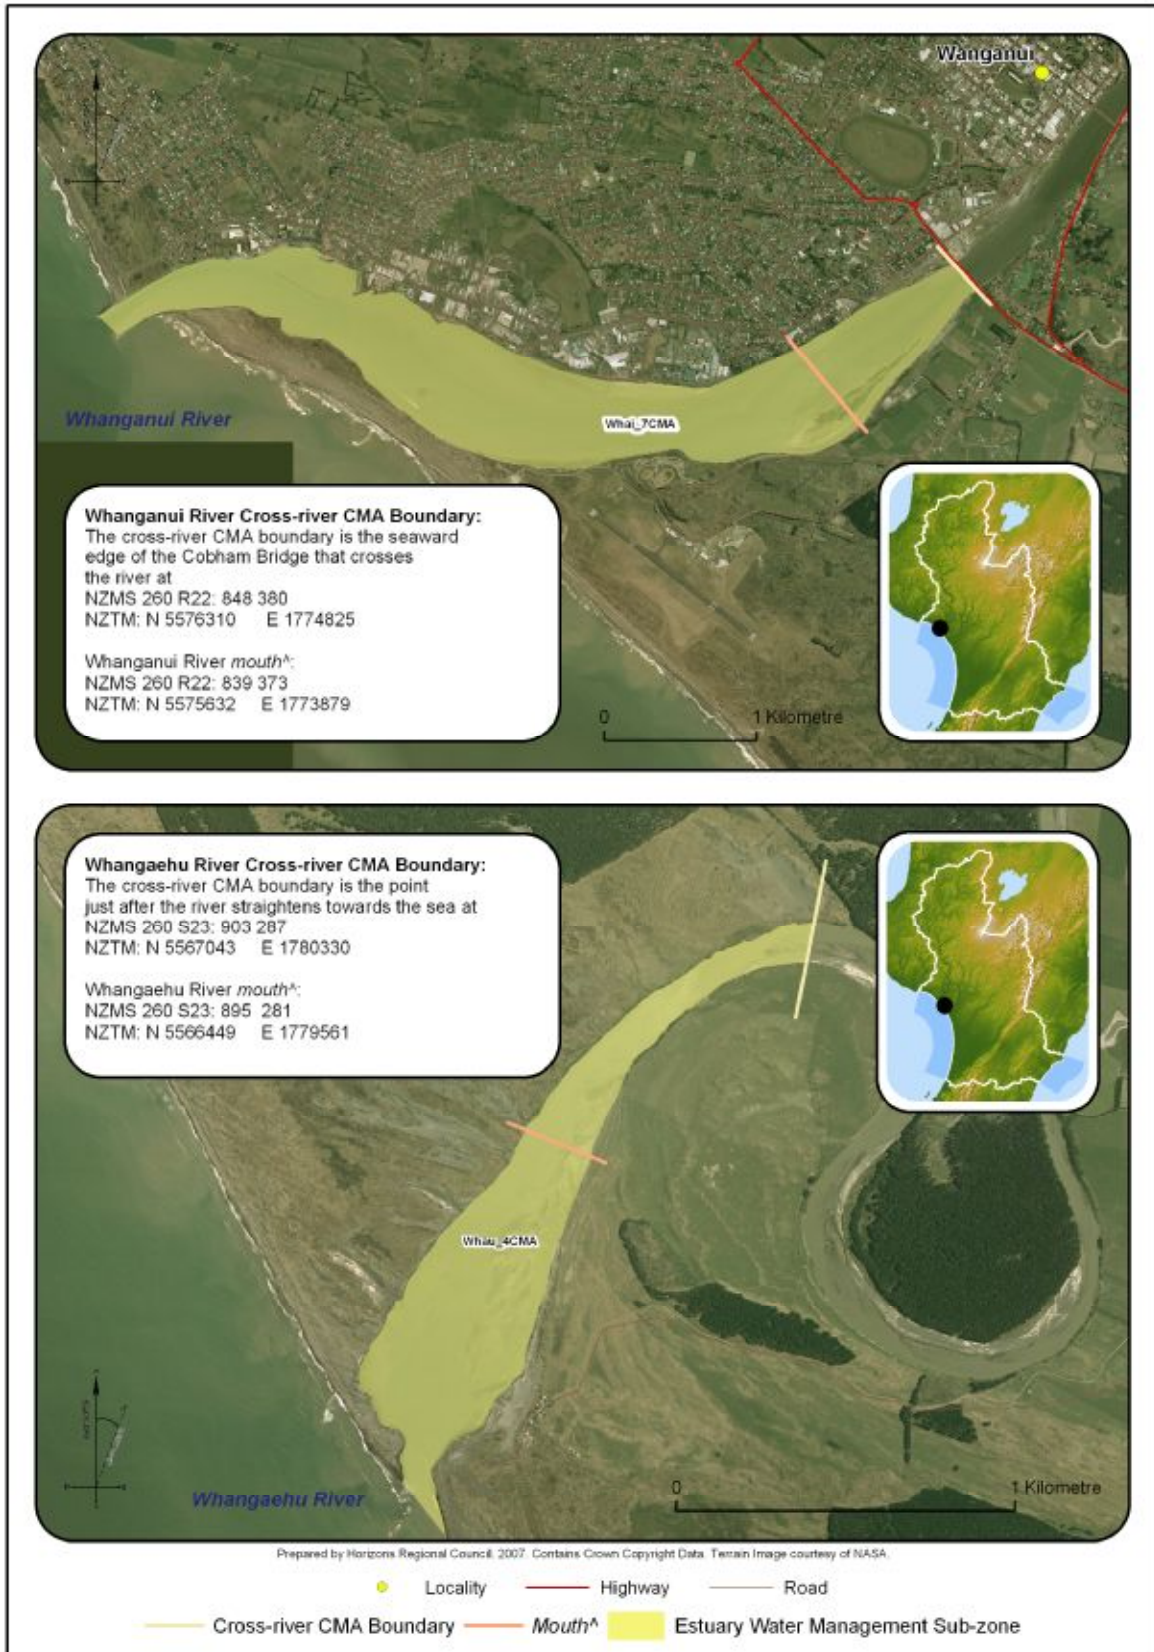 Wanganui
Whanganui River
Whai_7CMA
Whanganui River Cross-river CMA Boundary:
The cross-river CMA boundary is the seaward
edge of the Cobham Bridge that crosses
the river at
NZMS 260 R22: 848 380
NZTM: N 5576310 E 1774825
Whanganui River mouth^:
NZMS 260 R22: 839 373
NZTM: N 5575632 E 1773879
0 1 Kilometre
Whangaehu River Cross-river CMA Boundary:
The cross-river CMA boundary is the point
just after the river straightens towards the sea at
NZMS 260 S23: 903 287
NZTM: N 5567043 E 1780330
Whangaehu River mouth^:
NZMS 260 S23: 895 281
NZTM: N 5566449 E 1779561
Whau_4CMA
Whangaehu River
0 1 Kilometre
Prepared by Horizons Regional Council, 2007. Contains Crown Copyright Data. Terrain Image courtesy of NASA.
Locality Highway Road
Cross-river CMA Boundary Mouth^ Estuary Water Management Sub-zone